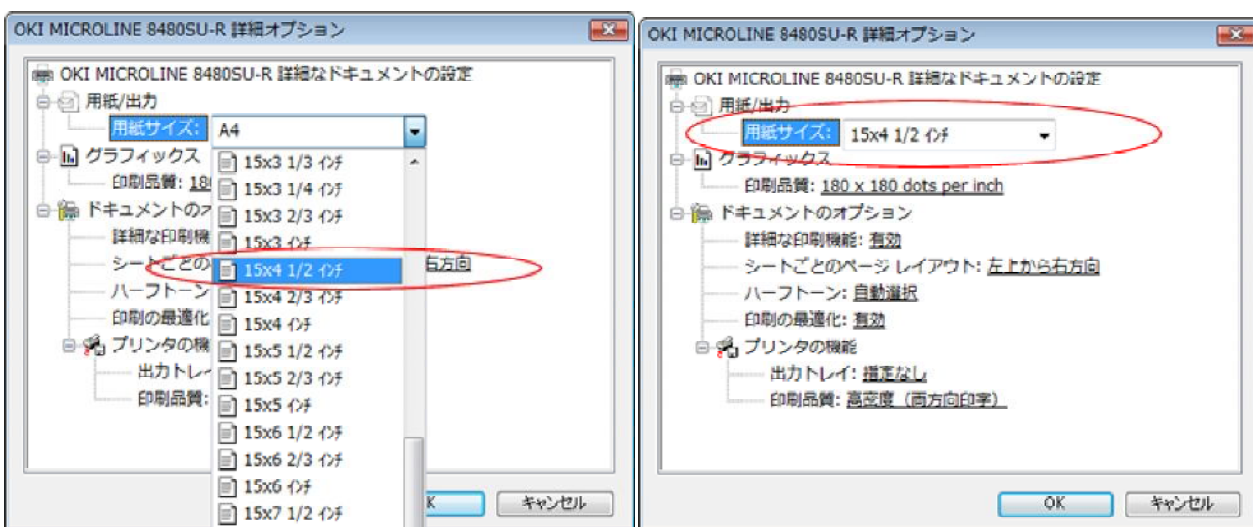 OKI MICROLINE 8480SU-R 詳細オプション
OKI MICROLINE 8480SU-R 詳細なドキュメントの設定
用紙/出力
用紙サイズ: A4
15x3 1/3 インチ
グラフィックス
15x3 1/4 インチ
印刷品質: 180
15x3 2/3 インチ
ドキュメントのオ
15x3 インチ
詳細な印刷機
15x4 1/2 インチ
シートごとの 右方向
15x4 2/3 インチ
ハーフトーン
15x4 インチ
印刷の最適化
15x5 1/2 インチ
プリンタの機
15x5 2/3 インチ
出力トレイ
15x5 インチ
印刷品質:
15x6 1/2 インチ
15x6 2/3 インチ
15x6 インチ
15x7 1/2 インチ
K キャンセル
OKI MICROLINE 8480SU-R 詳細オプション
OKI MICROLINE 8480SU-R 詳細なドキュメントの設定
用紙/出力
用紙サイズ: 15x4 1/2 インチ
グラフィックス
印刷品質: 180 x 180 dots per inch
ドキュメントのオプション
詳細な印刷機能: 有効
シートごとのページ レイアウト: 左上から右方向
ハーフトーン: 自動選択
印刷の最適化: 有効
プリンタの機能
出力トレイ: 指定なし
印刷品質: 高密度（両方向印字）
OK キャンセル